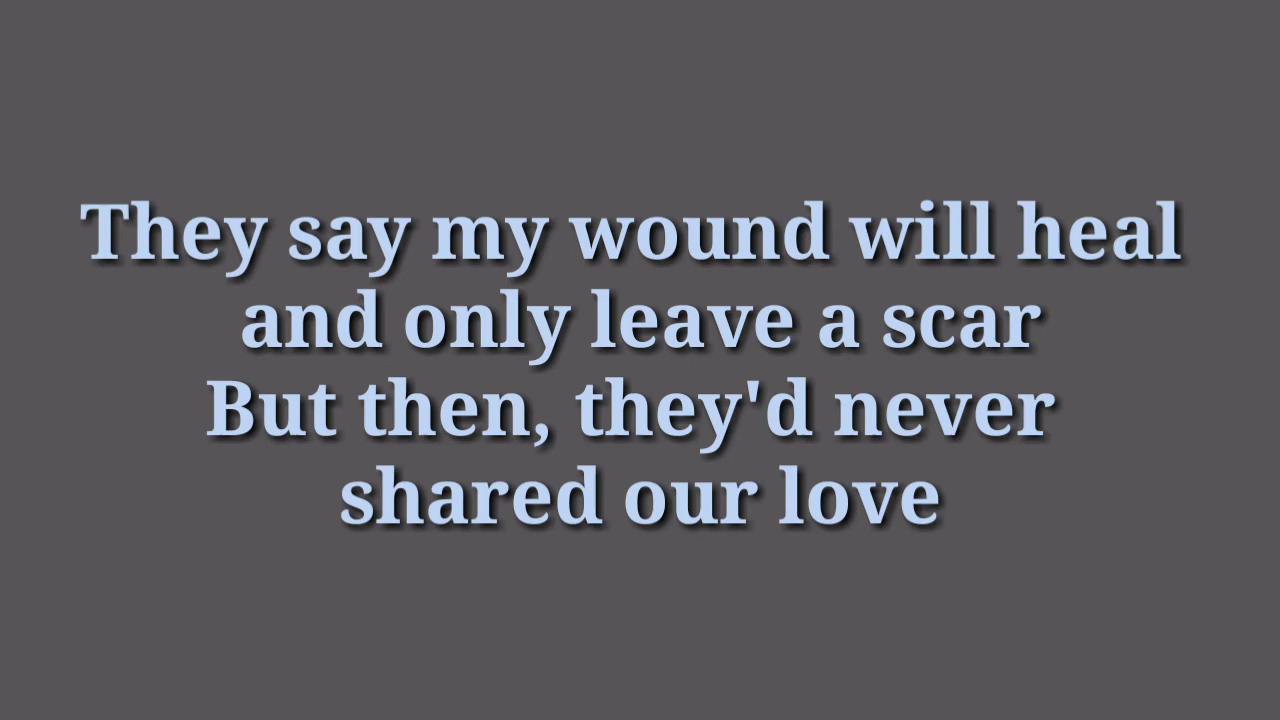 They say my wound will heal
and only leave a scar
But then, they'd never
shared our love